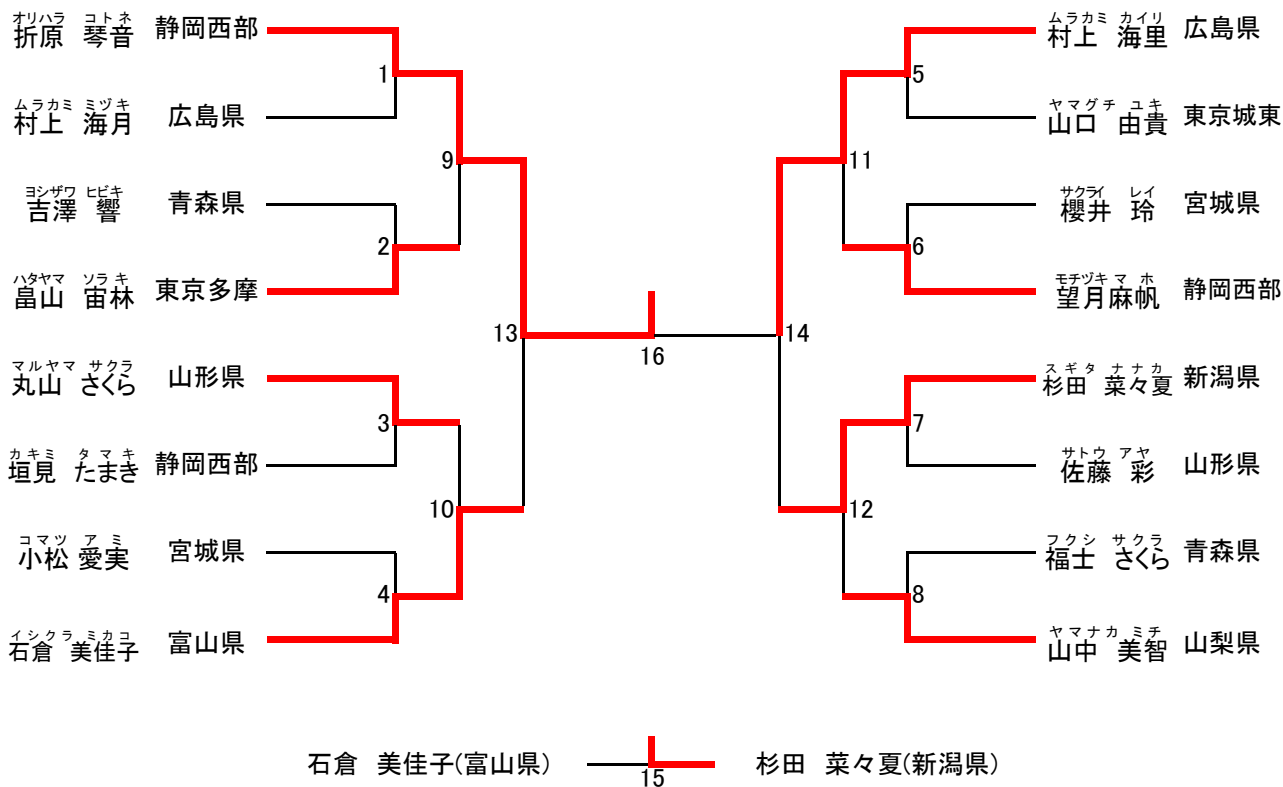 オリハラ コトネ
折原 琴音 静岡西部
1
ムラカミ ミヅキ
村上 海月 広島県
9
ヨシザワ ヒビキ
吉澤 響 青森県
2
ハタヤマ ソラキ
畠山 宙林 東京多摩
13
マルヤマ サクラ
丸山 さくら 山形県
3
カキミ タマキ
垣見 たまき 静岡西部
10
コマツ アミ
小松 愛実 宮城県
4
イシクラ ミカコ
石倉 美佳子 富山県
16
ムラカミ カイリ
村上 海里 広島県
5
ヤマグチ ユキ
山口 由貴 東京城東
11
サクライ レイ
櫻井 玲 宮城県
6
モチヅキ マホ
望月麻帆 静岡西部
14
スギタ ナナカ
杉田 菜々夏 新潟県
7
サトウ アヤ
佐藤 彩 山形県
12
フクシ サクラ
福士 さくら 青森県
8
ヤマナカ ミチ
山中 美智 山梨県
石倉 美佳子(富山県) 15 杉田 菜々夏(新潟県)